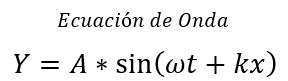 Ecuación de Onda
Y = A * sin(ωt + kx)